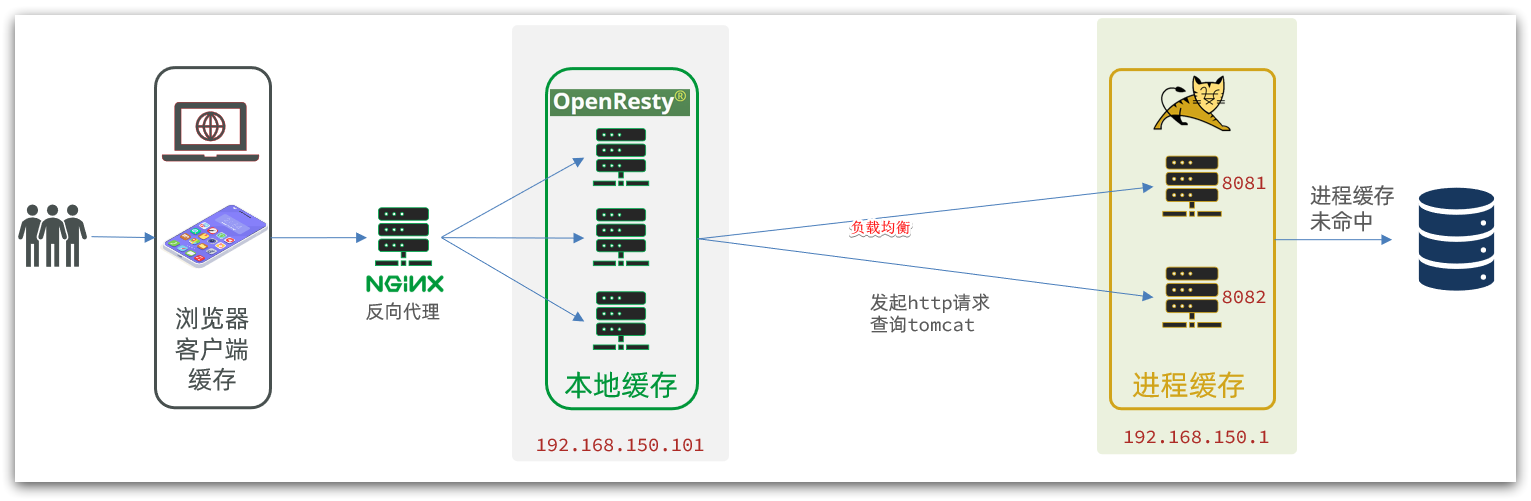 浏览器
客户端
缓存
NGINX
反向代理
OpenResty®
本地缓存
192.168.150.101
负载均衡
发起http请求
查询tomcat
8081
8082
进程缓存
192.168.150.1
进程缓存
未命中